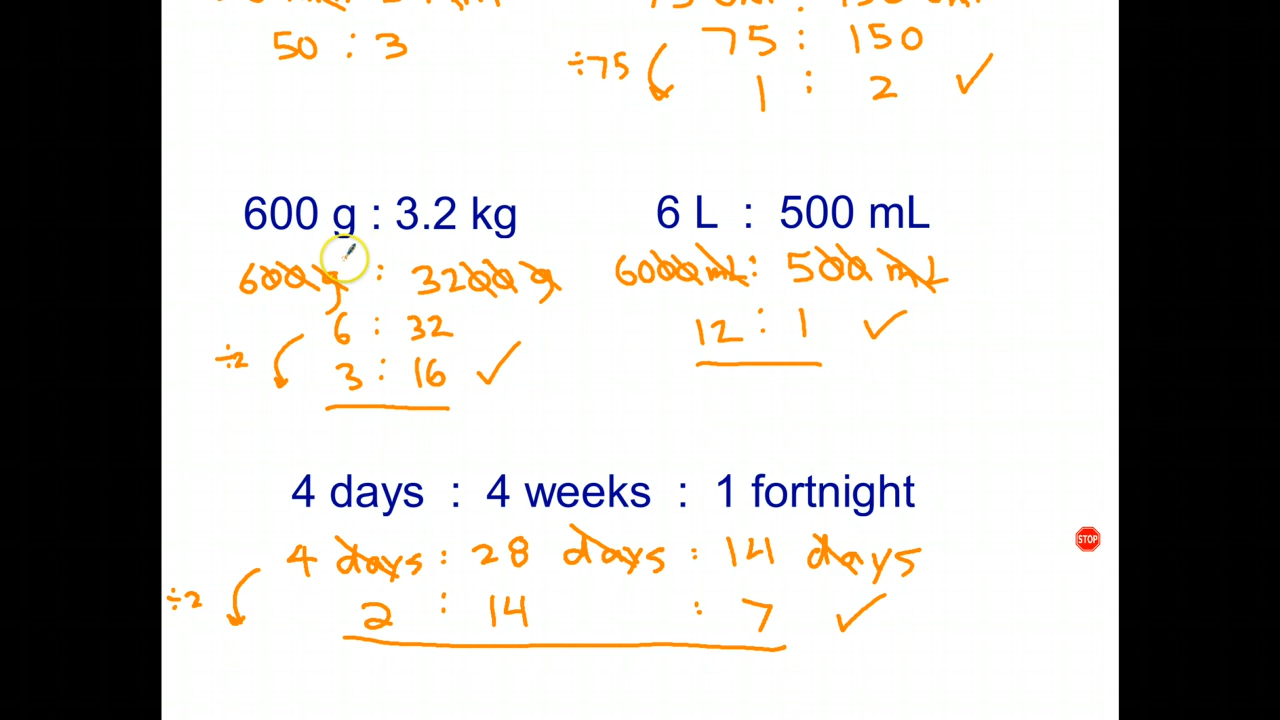 50 : 3
75 : 150
÷75
1 : 2 ✓
600 g : 3.2 kg
600 g : 3200 g
6 : 32
÷2
3 : 16 ✓
6 L : 500 mL
6000 mL : 500 mL
12 : 1 ✓
4 days : 4 weeks : 1 fortnight
4 days : 28 days : 14 days
÷2
2 : 14 : 7 ✓
STOP